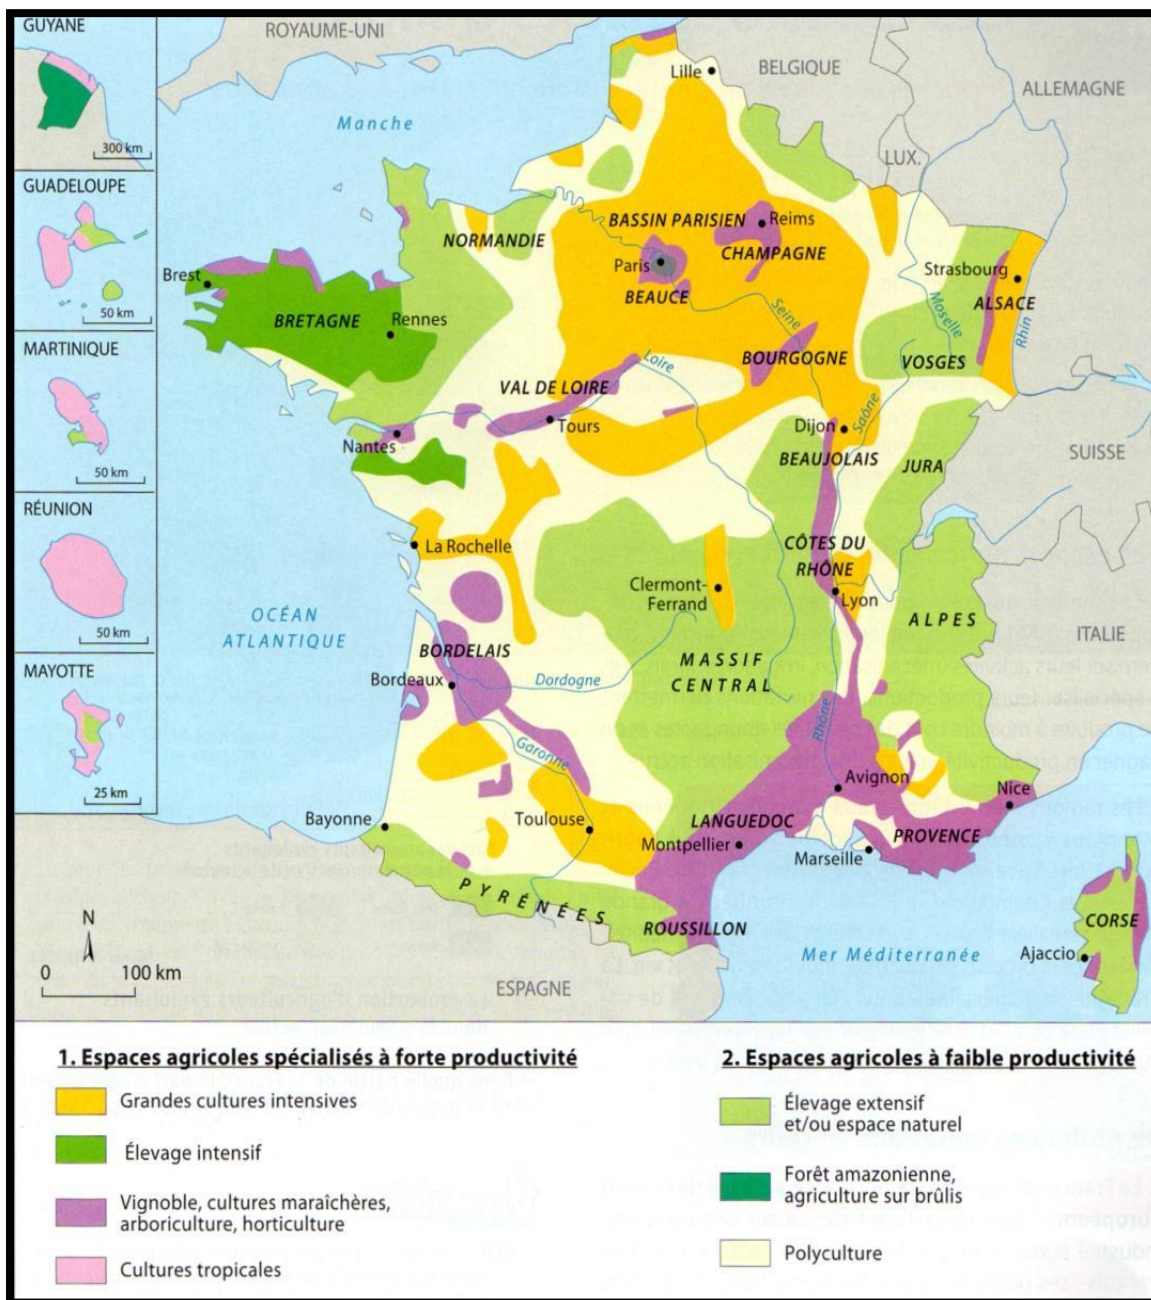 GUYANE
300 km
GUADELOUPE
50 km
MARTINIQUE
50 km
RÉUNION
50 km
MAYOTTE
25 km
ROYAUME-UNI
BELGIQUE
ALLEMAGNE
LUX.
SUISSE
ITALIE
ESPAGNE
Manche
OCÉAN
ATLANTIQUE
Mer Méditerranée
Lille
NORMANDIE
BASSIN PARISIEN
Reims
CHAMPAGNE
Paris
BEAUCE
Seine
Moselle
Strasbourg
ALSACE
Rhin
VOSGES
Brest
BRETAGNE
Rennes
Loire
BOURGOGNE
VAL DE LOIRE
Tours
Nantes
Dijon
Saône
BEAUJOLAIS
JURA
La Rochelle
CÔTES DU
RHÔNE
Clermont-
Ferrand
Lyon
ALPES
BORDELAIS
Bordeaux
Dordogne
MASSIF
CENTRAL
Rhône
Garonne
Avignon
Nice
Bayonne
Toulouse
LANGUEDOC
Montpellier
PROVENCE
Marseille
PYRÉNÉES
ROUSSILLON
CORSE
Ajaccio
N
0 100 km
1. Espaces agricoles spécialisés à forte productivité
Grandes cultures intensives
Élevage intensif
Vignoble, cultures maraîchères,
arboriculture, horticulture
Cultures tropicales
2. Espaces agricoles à faible productivité
Élevage extensif
et/ou espace naturel
Forêt amazonienne,
agriculture sur brûlis
Polyculture